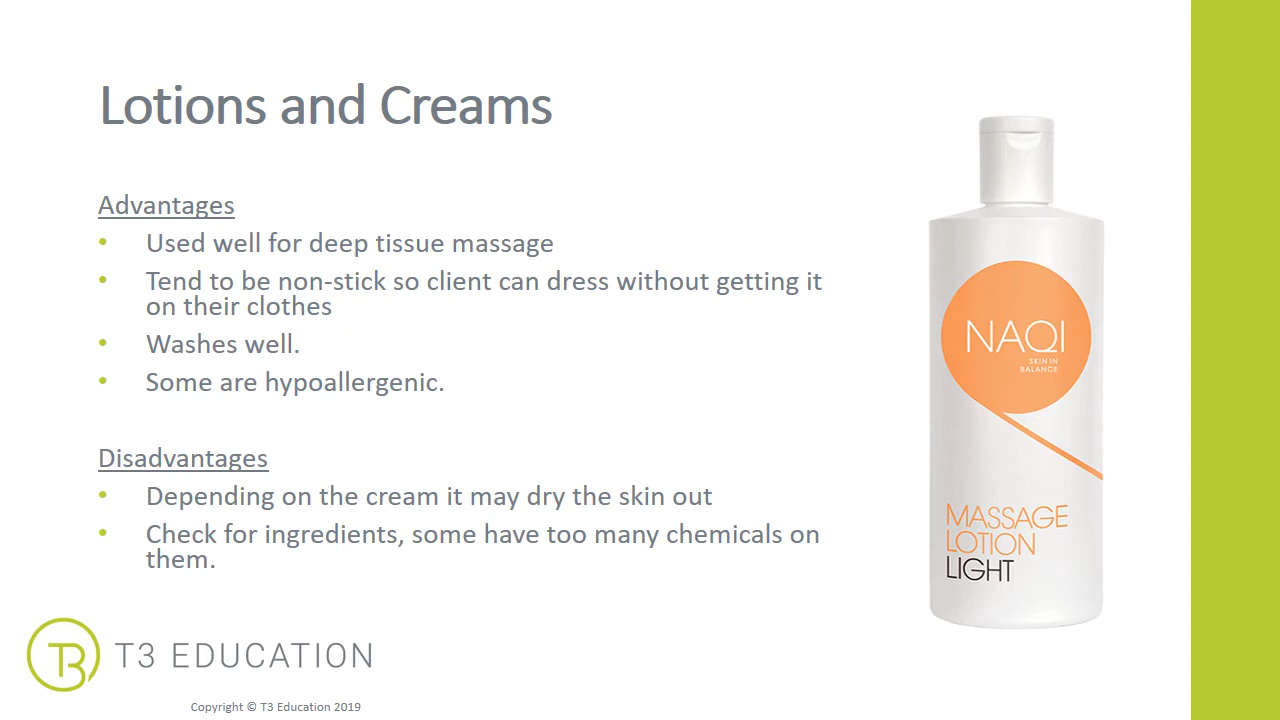 Lotions and Creams
Advantages
• Used well for deep tissue massage
• Tend to be non-stick so client can dress without getting it
on their clothes
• Washes well.
• Some are hypoallergenic.
Disadvantages
• Depending on the cream it may dry the skin out
• Check for ingredients, some have too many chemicals on
them.
NAQI
SKIN IN
BALANCE
MASSAGE
LOTION
LIGHT
T3 EDUCATION
Copyright © T3 Education 2019